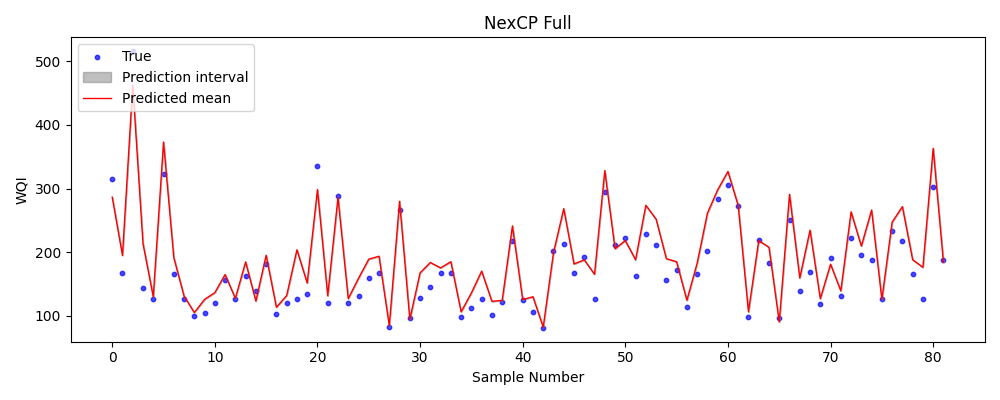 NexCP Full
True
Prediction interval
Predicted mean
WQI
500
400
300
200
100
0 10 20 30 40 50 60 70 80
Sample Number